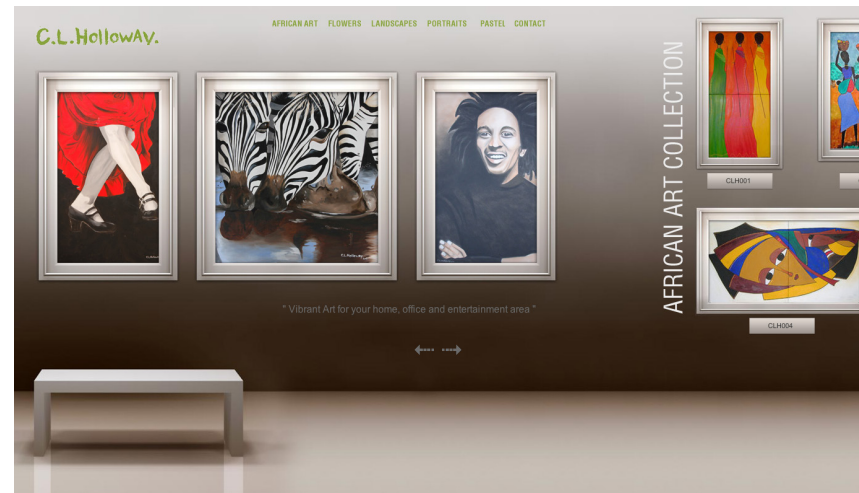 C.L.Holloway.
AFRICAN ART FLOWERS LANDSCAPES PORTRAITS PASTEL CONTACT
" Vibrant Art for your home, office and entertainment area "
AFRICAN ART COLLECTION
CLH001
CLH004